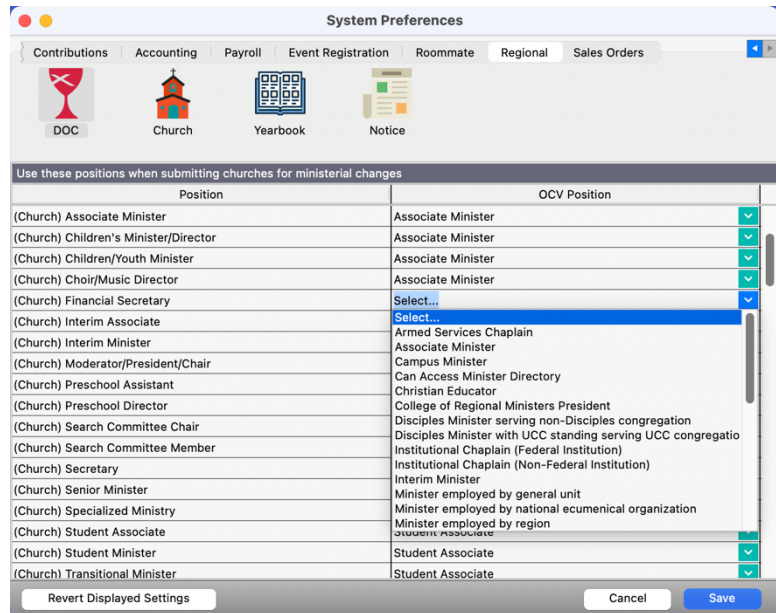 System Preferences
Contributions Accounting Payroll Event Registration Roommate Regional Sales Orders
DOC Church Yearbook Notice
Use these positions when submitting churches for ministerial changes
Position OCV Position
(Church) Associate Minister Associate Minister
(Church) Children's Minister/Director Associate Minister
(Church) Children/Youth Minister Associate Minister
(Church) Choir/Music Director Associate Minister
(Church) Financial Secretary Select...
(Church) Interim Associate Select...
Armed Services Chaplain
(Church) Interim Minister Associate Minister
(Church) Moderator/President/Chair Campus Minister
Can Access Minister Directory
(Church) Preschool Assistant Christian Educator
(Church) Preschool Director College of Regional Ministers President
Disciples Minister serving non-Disciples congregation
(Church) Search Committee Chair Disciples Minister with UCC standing serving UCC congregatio
(Church) Search Committee Member Institutional Chaplain (Federal Institution)
(Church) Secretary Institutional Chaplain (Non-Federal Institution)
Interim Minister
(Church) Senior Minister Minister employed by general unit
(Church) Specialized Ministry Minister employed by national ecumenical organization
Minister employed by region
(Church) Student Associate Student Associate
(Church) Student Minister Student Associate
(Church) Transitional Minister Student Associate
Revert Displayed Settings Cancel Save